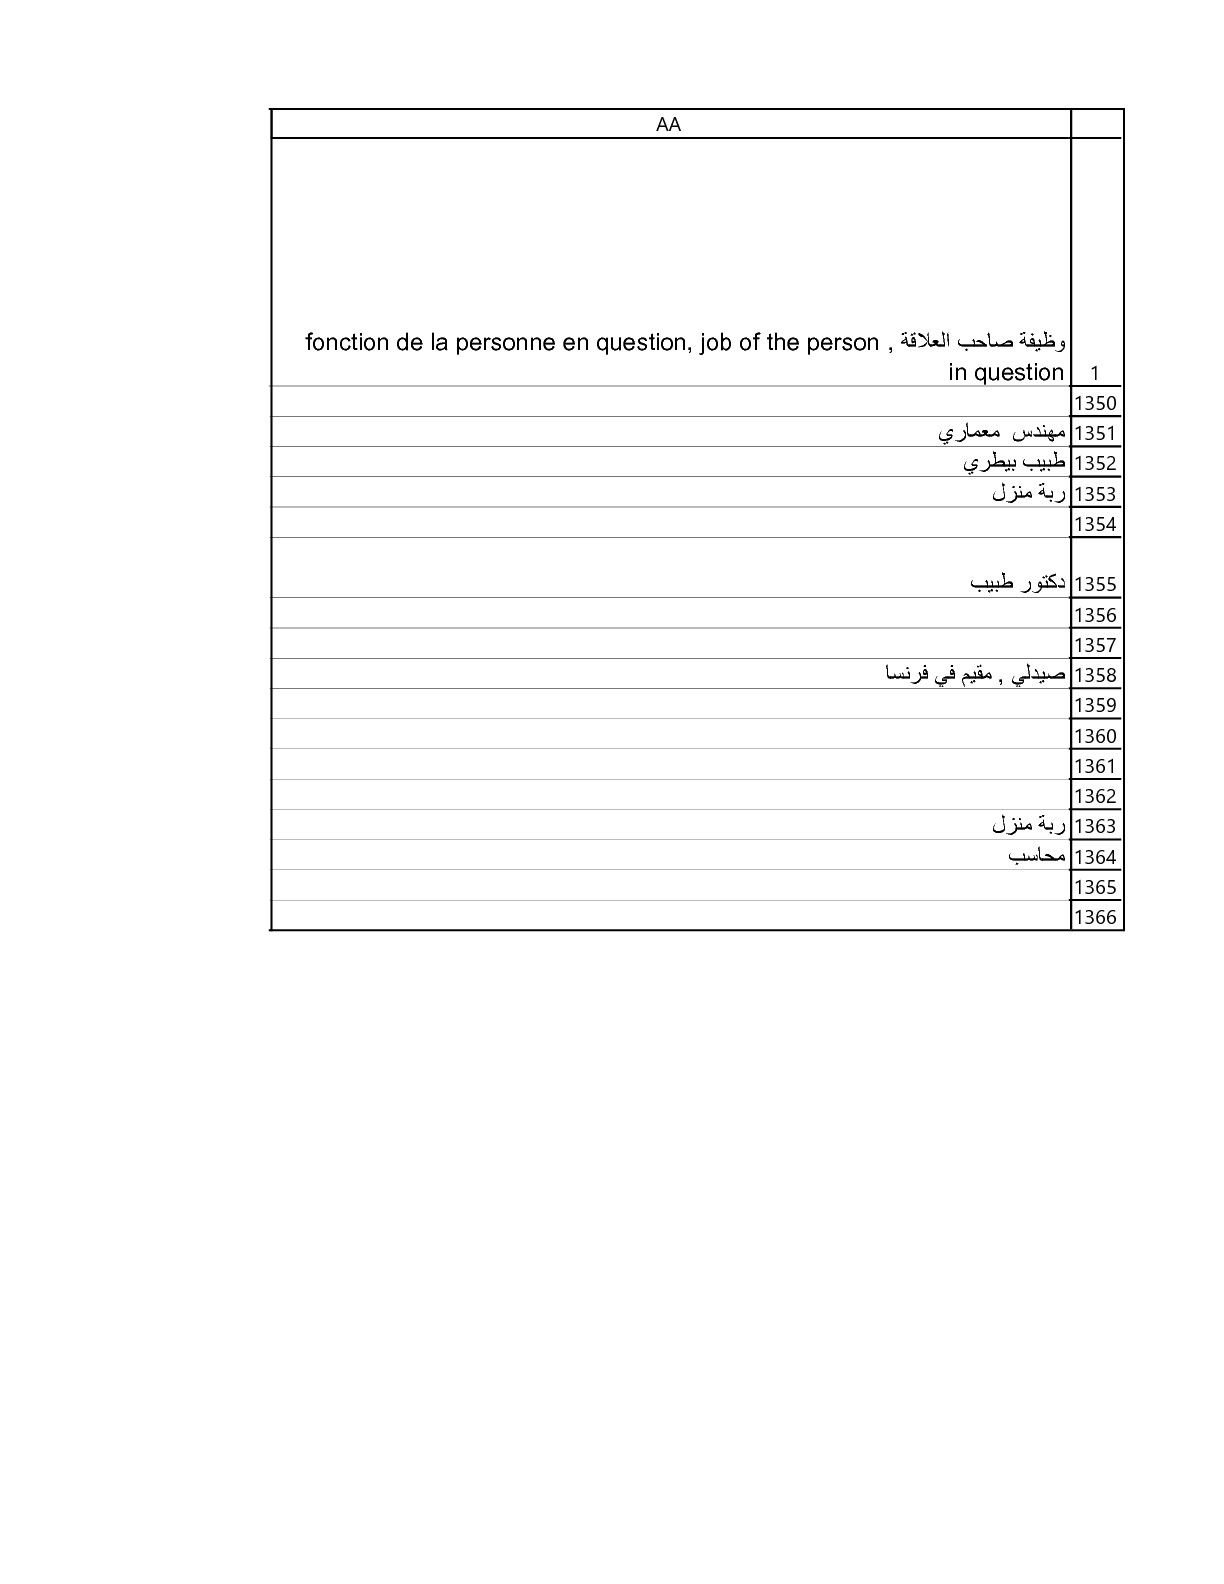 AA
وظيفة صاحب العلاقة , fonction de la personne en question, job of the person
in question 1
1350
مهندس معماري 1351
طبيب بيطري 1352
ربة منزل 1353
1354
دكتور طبيب 1355
1356
1357
صيدلي , مقيم في فرنسا 1358
1359
1360
1361
1362
ربة منزل 1363
محاسب 1364
1365
1366